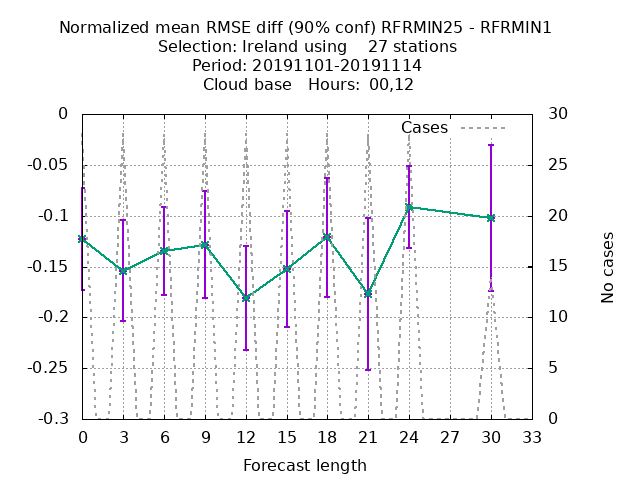 Normalized mean RMSE diff (90% conf) RFRMIN25 - RFRMIN1
Selection: Ireland using 27 stations
Period: 20191101-20191114
Cloud base Hours: 00,12
0
-0.05
-0.1
-0.15
-0.2
-0.25
-0.3
Cases
30
25
20
15
10
5
0
No cases
0 3 6 9 12 15 18 21 24 27 30 33
Forecast length